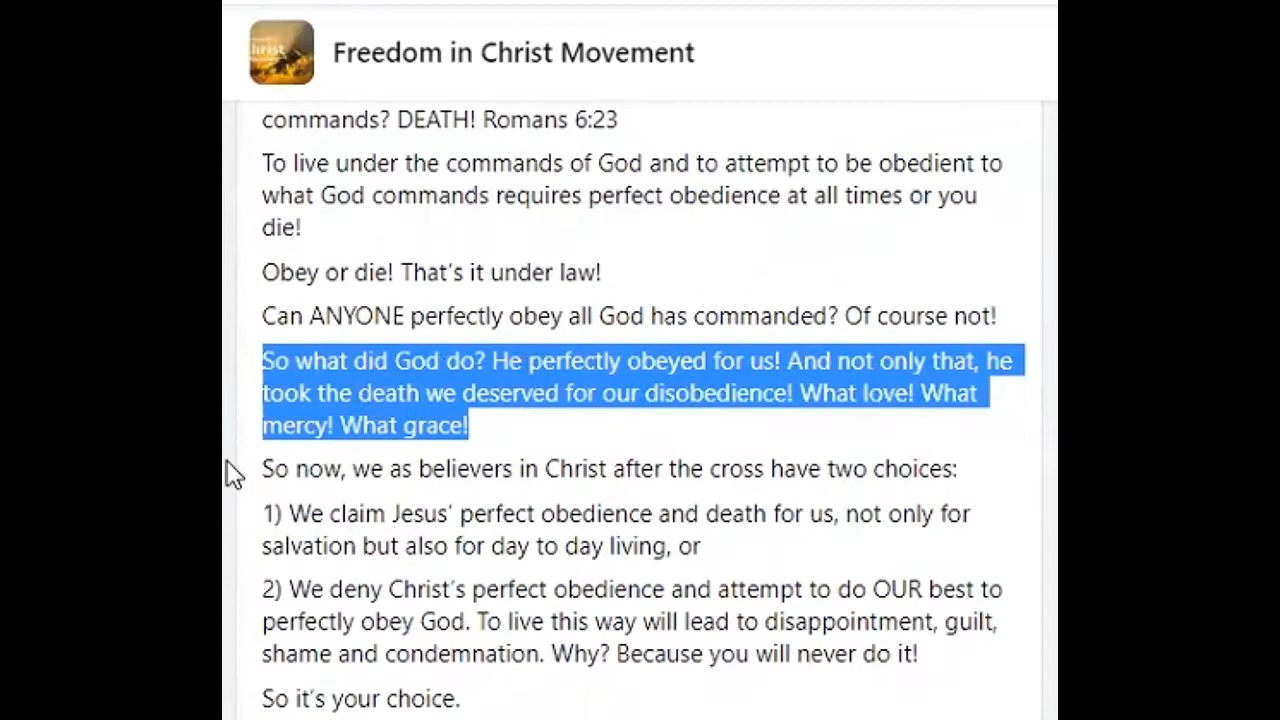 hrist
Freedom in Christ Movement
commands? DEATH! Romans 6:23
To live under the commands of God and to attempt to be obedient to
what God commands requires perfect obedience at all times or you
die!
Obey or die! That's it under law!
Can ANYONE perfectly obey all God has commanded? Of course not!
So what did God do? He perfectly obeyed for us! And not only that, he
took the death we deserved for our disobedience! What love! What
mercy! What grace!
So now, we as believers in Christ after the cross have two choices:
1) We claim Jesus' perfect obedience and death for us, not only for
salvation but also for day to day living, or
2) We deny Christ's perfect obedience and attempt to do OUR best to
perfectly obey God. To live this way will lead to disappointment, guilt,
shame and condemnation. Why? Because you will never do it!
So it's your choice.